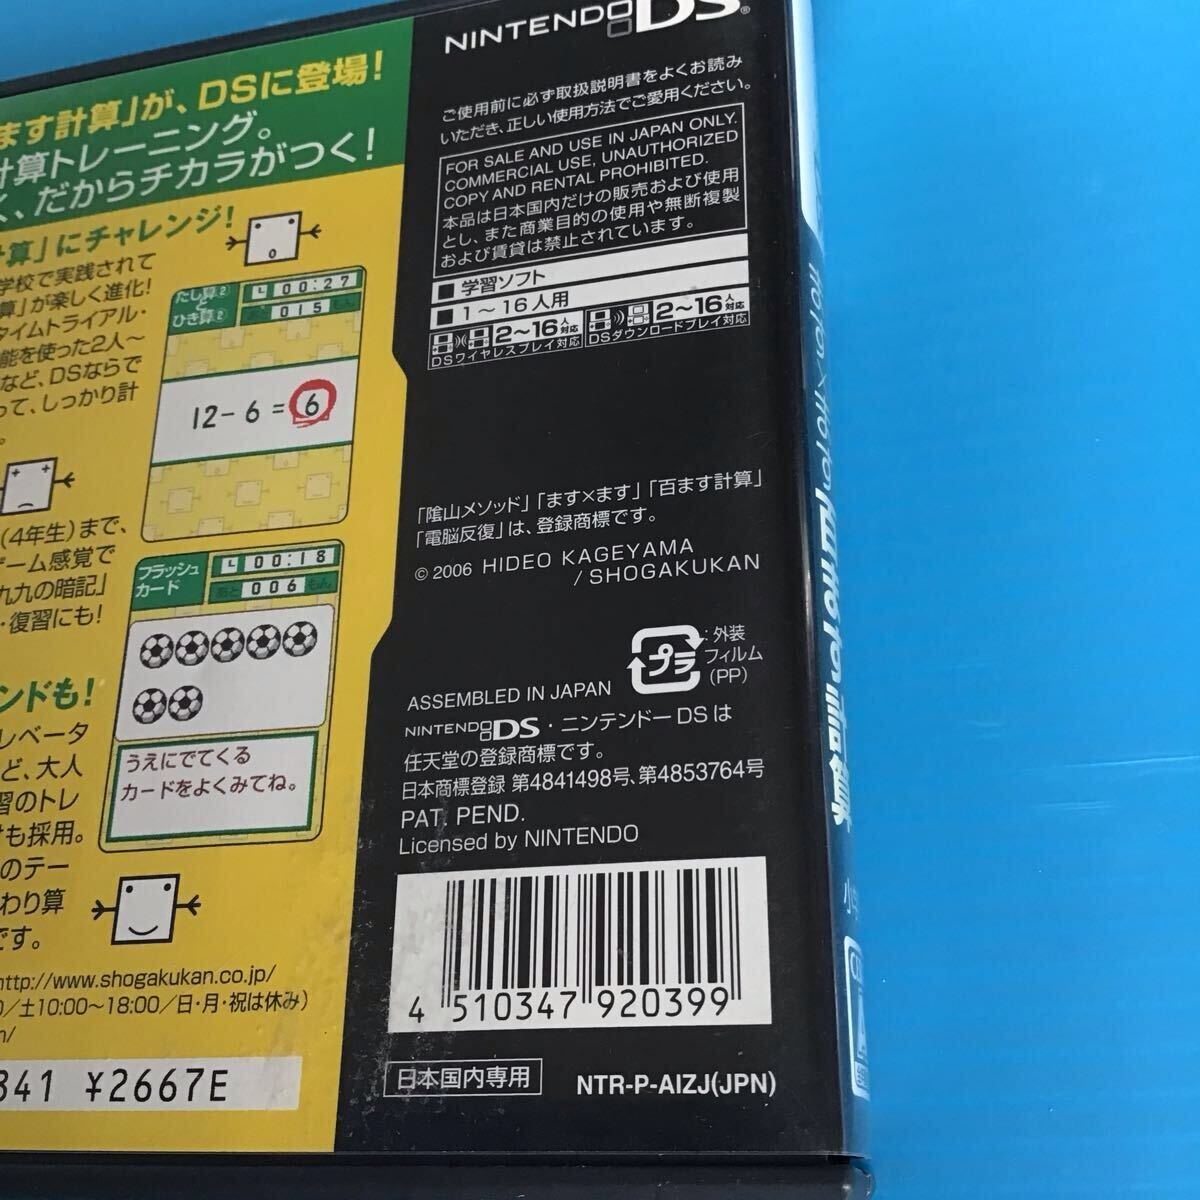 ます計算」が、DSに登場!
計算トレーニング。
、だからチカラがつく!
算」にチャレンジ!
学校で実践されて
算」が楽しく進化!
タイムトライアル・
能を使った2人〜
など、DSならで
って、しっかり計
たし算②
と
ひき算②
00:27
015 もん
12-6=6
(4年生)まで、
ゲーム感覚で
九九の暗記」
・復習にも!
フラッシュ
カード
00:18
あと 006 もん
うえにでてくる
カードをよくみてね。
ンドも!
レベータ
ど、大人
習のトレ
も採用。
のテー
わり算
です。
http://www.shogakukan.co.jp/
/土10:00〜18:00/日・月・祝は休み)
341 ¥2667E
NINTENDO DS®
ご使用前に必ず取扱説明書をよくお読み
いただき、正しい使用方法でご愛用ください。
FOR SALE AND USE IN JAPAN ONLY.
COMMERCIAL USE, UNAUTHORIZED
COPY AND RENTAL PROHIBITED.
本品は日本国内だけの販売および使用
とし、また商業目的の使用や無断複製
および賃貸は禁止されています。
■ 学習ソフト
■ 1〜16人用
2〜16人対応
DSワイヤレスプレイ対応
2〜16人対応
DSダウンロードプレイ対応
「陰山メソッド」「ます×ます」「百ます計算」
「電脳反復」は、登録商標です。
© 2006 HIDEO KAGEYAMA
/ SHOGAKUKAN
プラ
:外装
フィルム
(PP)
ASSEMBLED IN JAPAN
NINTENDO DS・ニンテンドーDSは
任天堂の登録商標です。
日本商標登録 第4841498号、第4853764号
PAT. PEND.
Licensed by NINTENDO
4 510347 920399
日本国内専用
NTR-P-AIZJ(JPN)